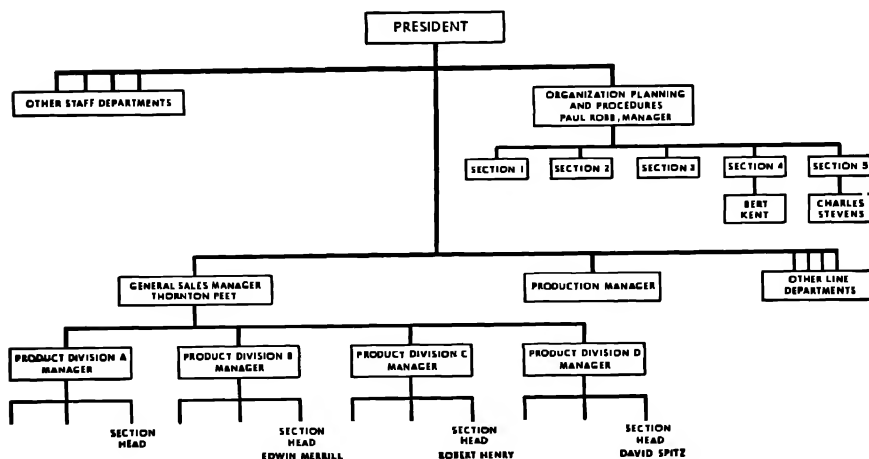 PRESIDENT
OTHER STAFF DEPARTMENTS
ORGANIZATION PLANNING
AND PROCEDURES
PAUL ROBB, MANAGER
SECTION 1
SECTION 2
SECTION 3
SECTION 4
SECTION 5
BERT
KENT
CHARLES
STEVENS
GENERAL SALES MANAGER
THORNTON PEET
PRODUCTION MANAGER
OTHER LINE
DEPARTMENTS
PRODUCT DIVISION A
MANAGER
PRODUCT DIVISION B
MANAGER
PRODUCT DIVISION C
MANAGER
PRODUCT DIVISION D
MANAGER
SECTION
HEAD
SECTION
HEAD
EDWIN MERRILL
SECTION
HEAD
ROBERT HENRY
SECTION
HEAD
DAVID SPITZ